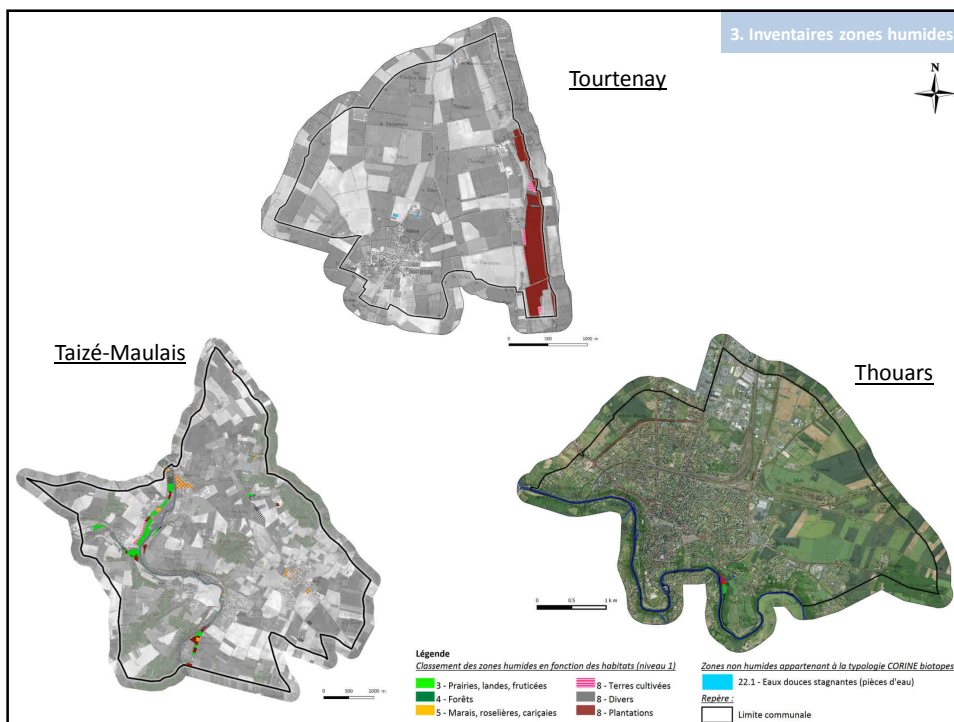 3. Inventaires zones humides
N
Tourtenay
0 500 1000 m
Taizé-Maulais
Thouars
0 0.5 1 km
0 500 1000 m
Légende
Classement des zones humides en fonction des habitats (niveau 1)
3 - Prairies, landes, fruticées
4 - Forêts
5 - Marais, roselières, cariçaies
8 - Terres cultivées
8 - Divers
8 - Plantations
Zones non humides appartenant à la typologie CORINE biotopes
22.1 - Eaux douces stagnantes (pièces d'eau)
Repère :
Limite communale